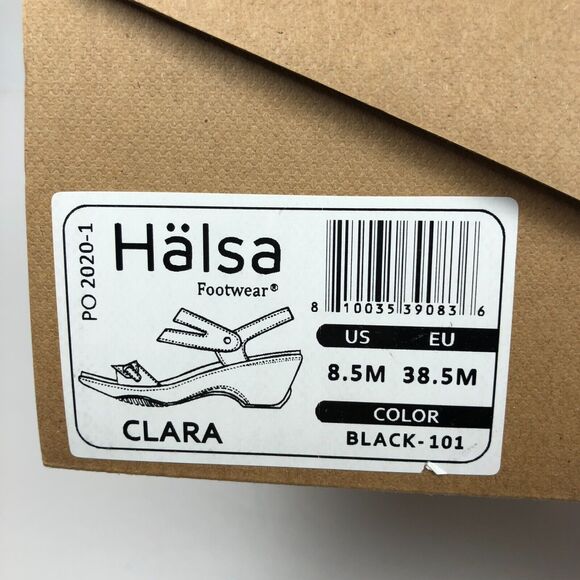 PO 2020-1
Hälsa
Footwear®
8 10035 39083 6
US EU
8.5M 38.5M
COLOR
BLACK-101
CLARA